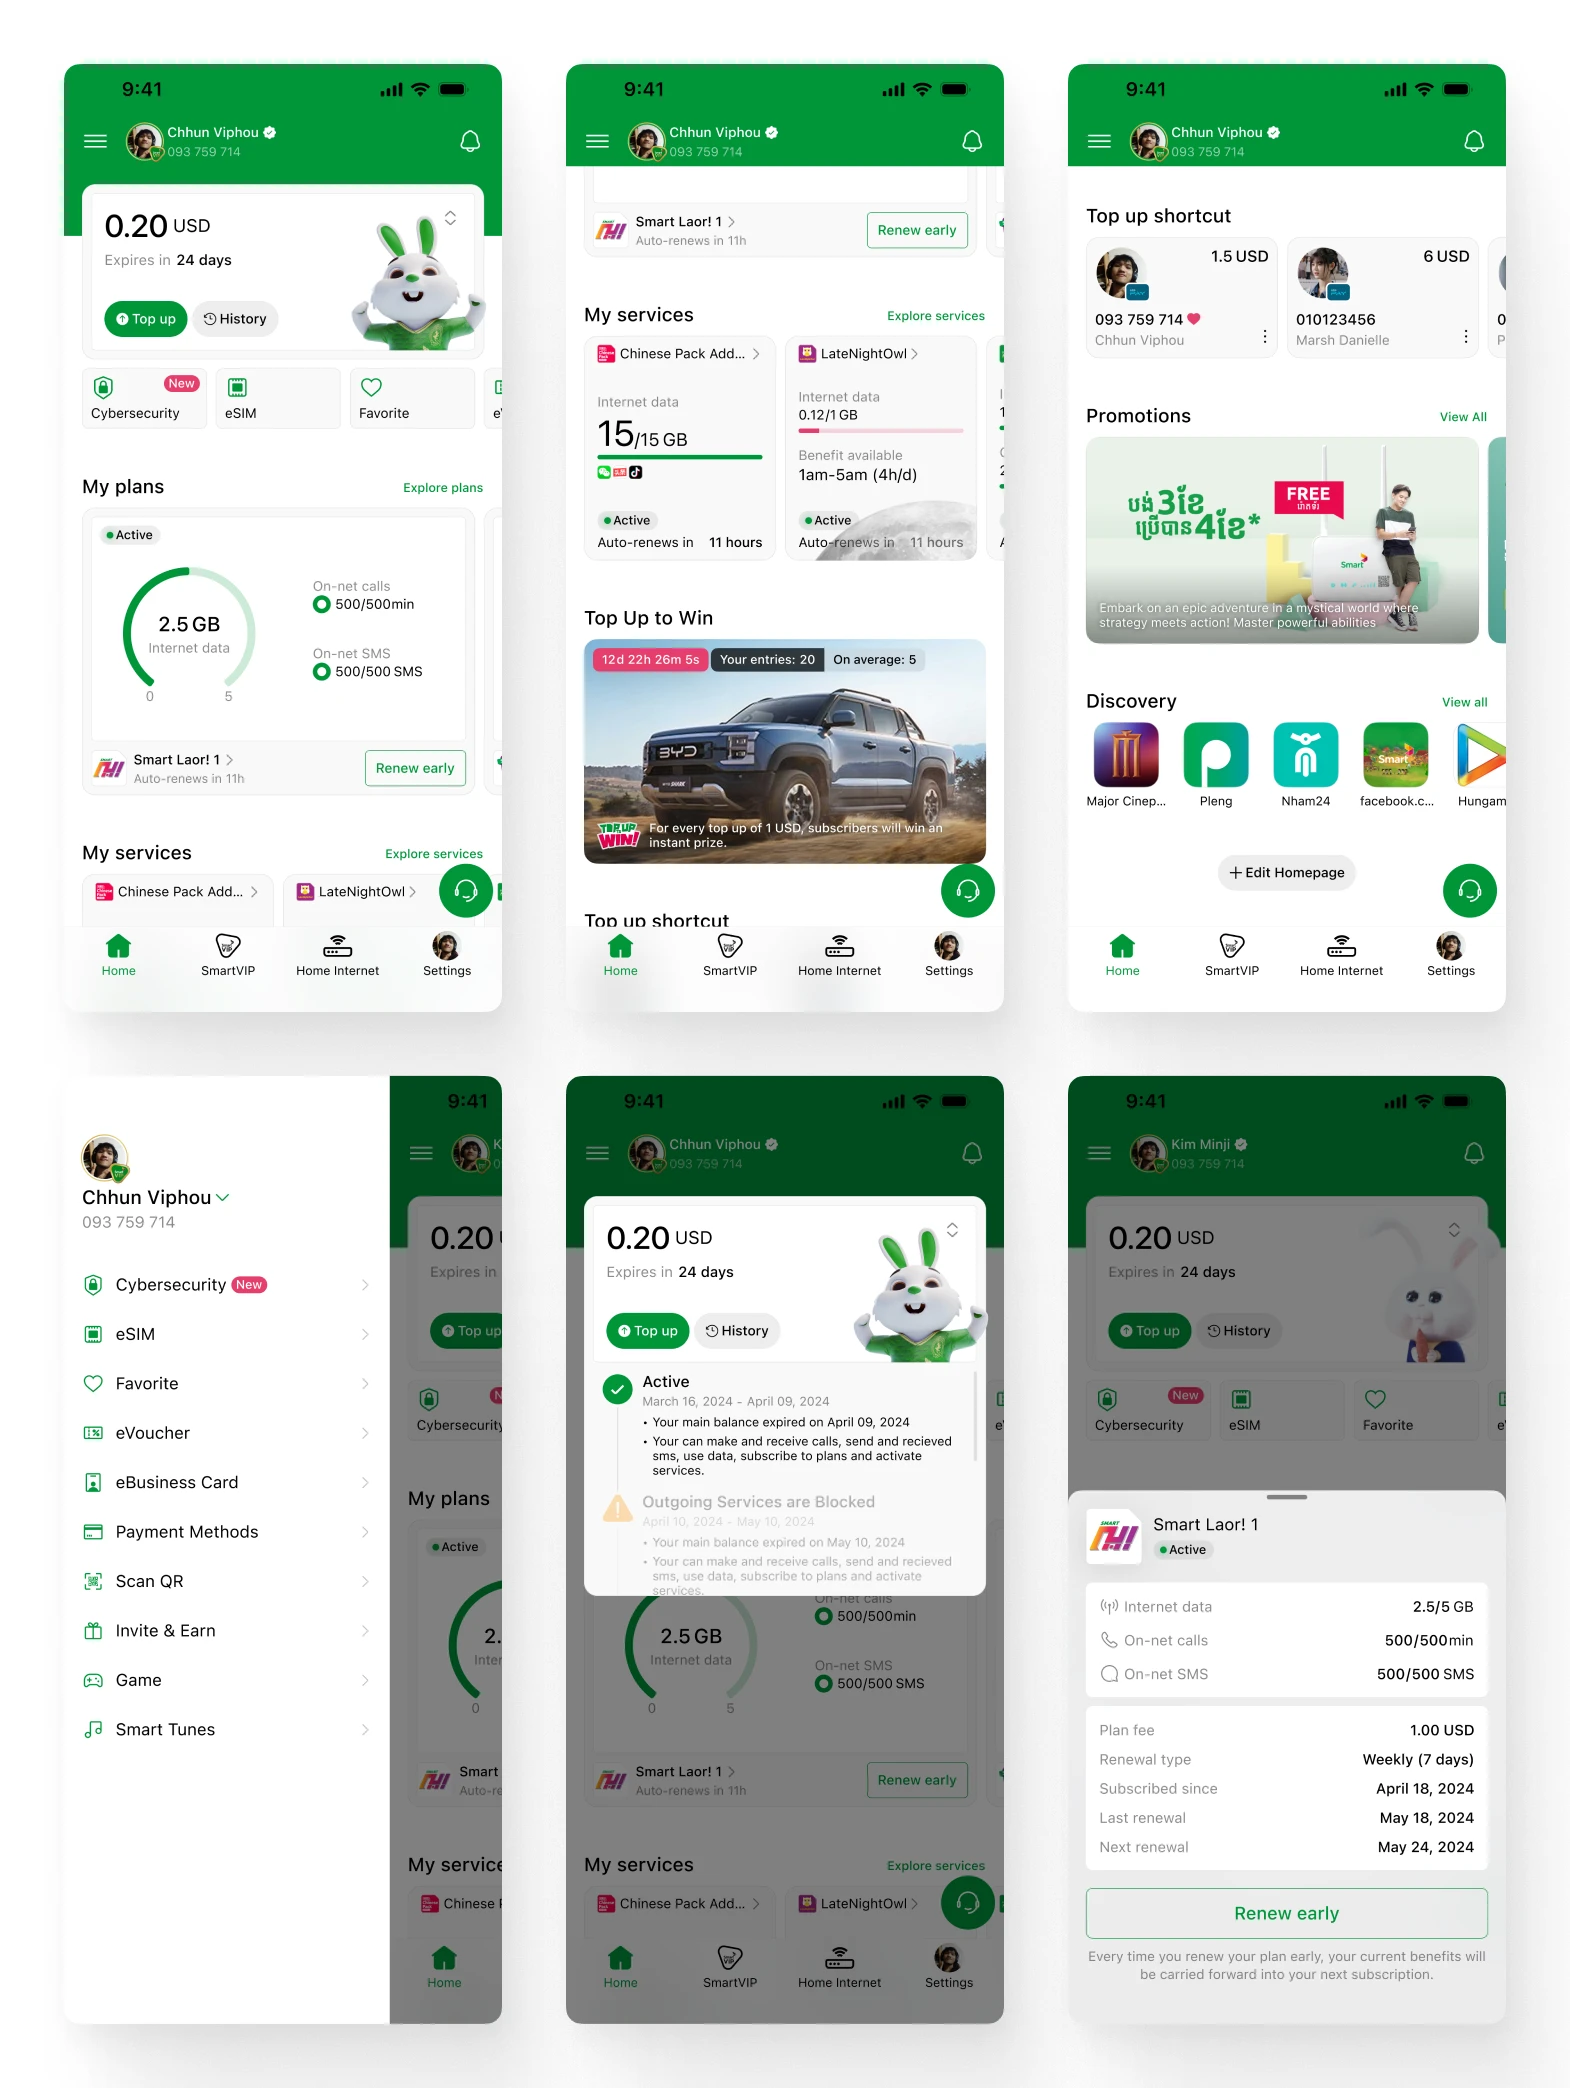 9:41
Chhun Viphou
093 759 714
0.20 USD
Expires in 24 days
Top up
History
Cybersecurity
New
eSIM
Favorite
My plans
Explore plans
Active
2.5 GB
Internet data
0
5
On-net calls
500/500min
On-net SMS
500/500 SMS
Smart Laor! 1
Auto-renews in 11h
Renew early
My services
Explore services
Chinese Pack Add...
LateNightOwl
Home
SmartVIP
Home Internet
Settings
9:41
Chhun Viphou
093 759 714
Smart Laor! 1
Auto-renews in 11h
Renew early
My services
Explore services
Chinese Pack Add...
Internet data
15/15 GB
Active
Auto-renews in 11 hours
LateNightOwl
Internet data
0.12/1 GB
Benefit available
1am-5am (4h/d)
Active
Auto-renews in 11 hours
Top Up to Win
12d 22h 26m 5s
Your entries: 20
On average: 5
BYD
TOP UP
WIN!
For every top up of 1 USD, subscribers will win an
instant prize.
Top up shortcut
Home
SmartVIP
Home Internet
Settings
9:41
Chhun Viphou
093 759 714
Top up shortcut
1.5 USD
093 759 714
Chhun Viphou
6 USD
010123456
Marsh Danielle
Promotions
View All
បង់ 3ខែ
ប្រើបាន 4ខែ*
FREE
Smart
Embark on an epic adventure in a mystical world where
strategy meets action! Master powerful abilities
Discovery
View all
Smart
Major Cinep...
Pleng
Nham24
facebook.c...
Hungam
Edit Homepage
Home
SmartVIP
Home Internet
Settings
Chhun Viphou
093 759 714
Cybersecurity New
eSIM
Favorite
eVoucher
eBusiness Card
Payment Methods
Scan QR
Invite & Earn
Game
Smart Tunes
9:41
K
0.20
Expires in
Top up
Cybersecurity
My plans
Active
2.
Inter
0
Smart
Auto-re
My service
Chinese
Home
9:41
Chhun Viphou
093 759 714
0.20 USD
Expires in 24 days
Top up
History
Active
March 16, 2024 - April 09, 2024
• Your main balance expired on April 09, 2024
• Your can make and receive calls, send and recieved
sms, use data, subscribe to plans and activate
services.
Outgoing Services are Blocked
April 10, 2024 - May 10, 2024
• Your main balance expired on May 10, 2024
• Your can make and receive calls, send and recieved
sms, use data, subscribe to plans and activate
services.
On-net calls
500/500min
2.5 GB
Internet data
On-net SMS
500/500 SMS
0
5
Smart Laor! 1
Auto-renews in 11h
Renew early
My services
Explore services
Chinese Pack Add...
LateNightOwl
Home
SmartVIP
Home Internet
Settings
9:41
Kim Minji
093 759 714
0.20 USD
Expires in 24 days
Top up
History
Cybersecurity
New
eSIM
Favorite
SMART
Smart Laor! 1
Active
Internet data 2.5/5 GB
On-net calls 500/500min
On-net SMS 500/500 SMS
Plan fee 1.00 USD
Renewal type Weekly (7 days)
Subscribed since April 18, 2024
Last renewal May 18, 2024
Next renewal May 24, 2024
Renew early
Every time you renew your plan early, your current benefits will
be carried forward into your next subscription.